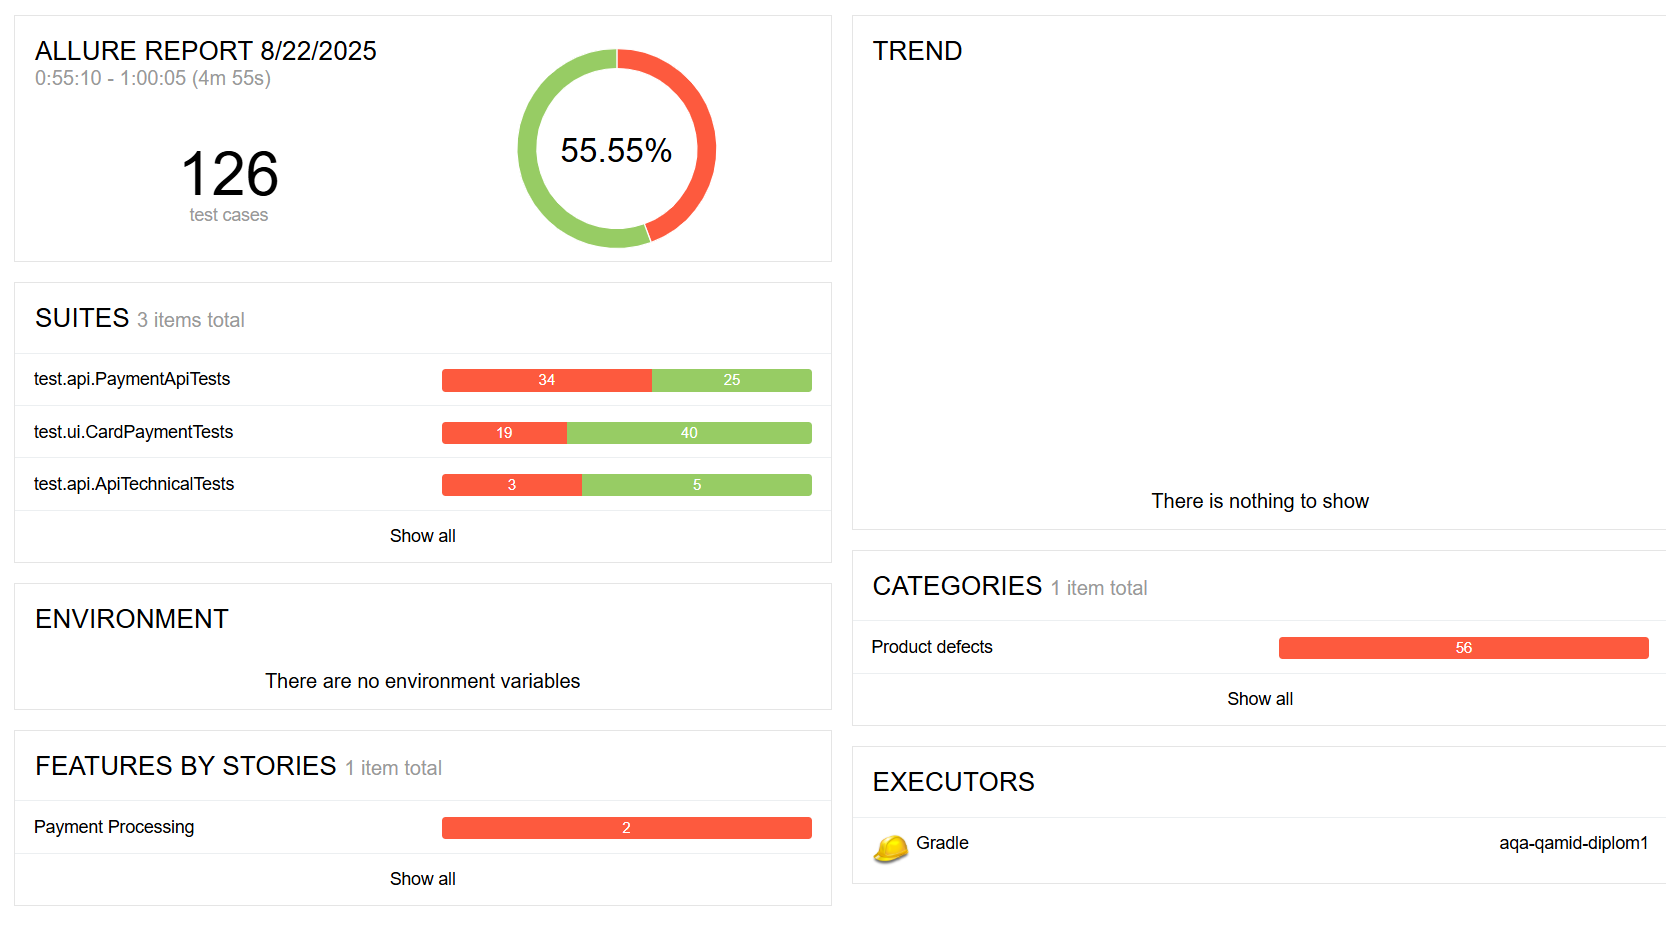 ALLURE REPORT 8/22/2025
0:55:10 - 1:00:05 (4m 55s)
126
test cases
55.55%
SUITES 3 items total
test.api.PaymentApiTests 34 25
test.ui.CardPaymentTests 19 40
test.api.ApiTechnicalTests 3 5
Show all
ENVIRONMENT
There are no environment variables
FEATURES BY STORIES 1 item total
Payment Processing 2
Show all
TREND
There is nothing to show
CATEGORIES 1 item total
Product defects 56
Show all
EXECUTORS
Gradle aqa-qamid-diplom1